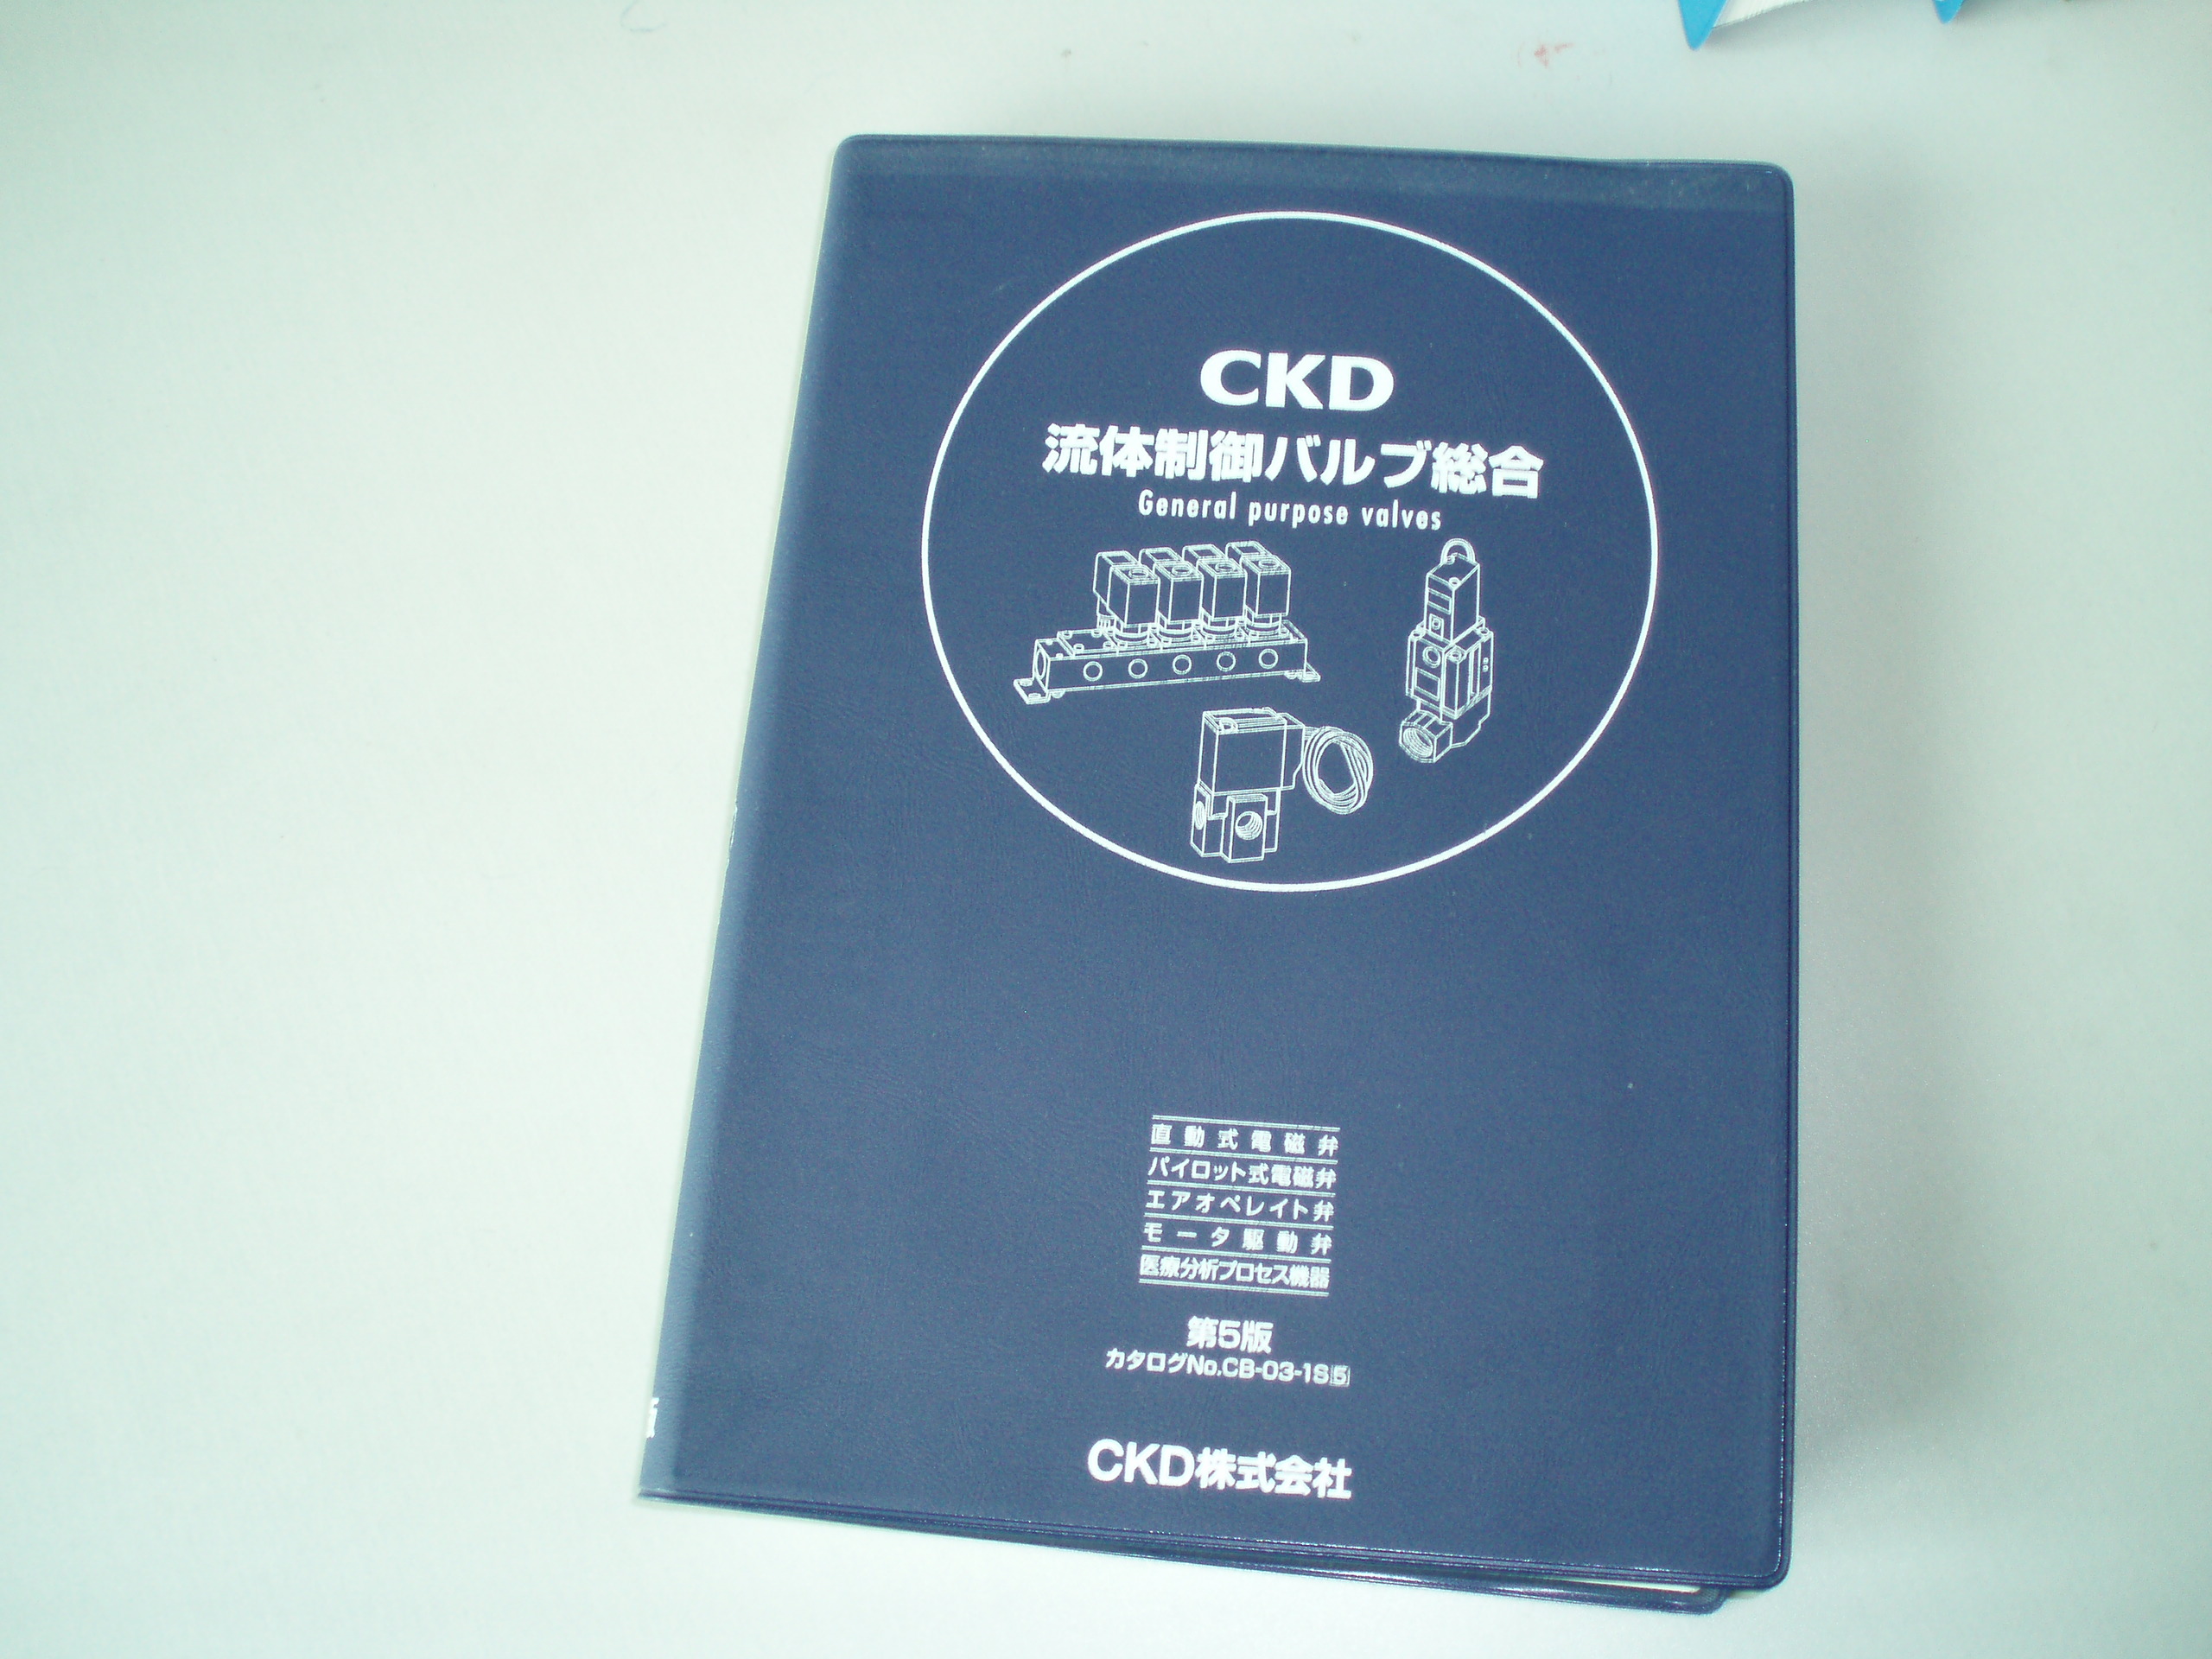 CKD
流体制御バルブ総合
General purpose valves
直動式電磁弁
パイロット式電磁弁
エアオペレイト弁
モータ駆動弁
医療分析プロセス機器
第5版
カタログNo.CB-03-1S5
CKD株式会社